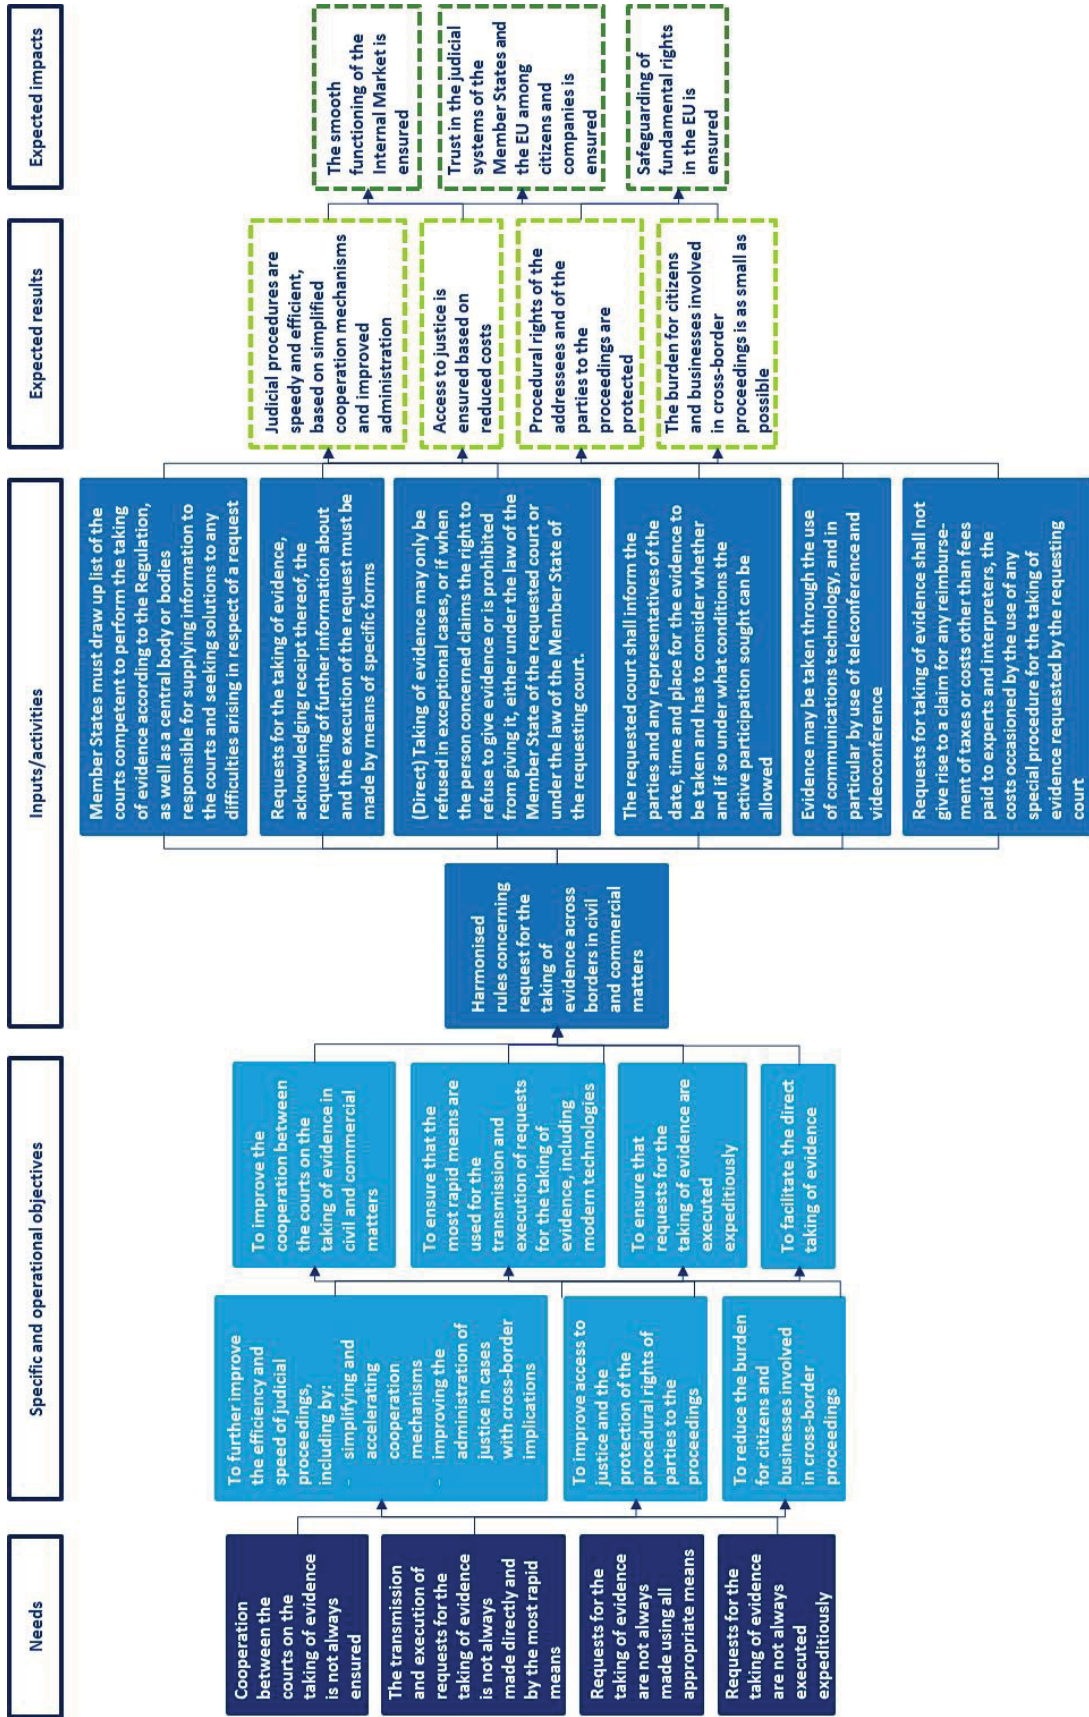 Needs
Specific and operational objectives
Inputs/activities
Expected results
Expected impacts
Cooperation
between the
courts on the
taking of evidence
is not always
ensured
The transmission
and execution of
requests for the
taking of evidence
is not always
made directly and
by the most rapid
means
Requests for the
taking of evidence
are not always
made using all
appropriate means
Requests for the
taking of evidence
are not always
executed
expeditiously
To further improve
the efficiency and
speed of judicial
proceedings,
including by:
- simplifying and
accelerating
cooperation
mechanisms
- improving the
administration of
justice in cases
with cross-border
implications
To improve access to
justice and the
protection of the
procedural rights of
parties to the
proceedings
To reduce the burden
for citizens and
businesses involved
in cross-border
proceedings
To improve the
cooperation between
the courts on the
taking of evidence in
civil and commercial
matters
To ensure that the
most rapid means are
used for the
transmission and
execution of requests
for the taking of
evidence, including
modern technologies
To ensure that
requests for the
taking of evidence are
executed
expeditiously
To facilitate the direct
taking of evidence
Harmonised
rules concerning
request for the
taking of
evidence across
borders in civil
and commercial
matters
Member States must draw up list of the
courts competent to perform the taking
of evidence according to the Regulation,
as well as a central body or bodies
responsible for supplying information to
the courts and seeking solutions to any
difficulties arising in respect of a request
Requests for the taking of evidence,
acknowledging receipt thereof, the
requesting of further information about
and the execution of the request must be
made by means of specific forms
(Direct) Taking of evidence may only be
refused in exceptional cases, or if when
the person concerned claims the right to
refuse to give evidence or is prohibited
from giving it, either under the law of the
Member State of the requested court or
under the law of the Member State of
the requesting court.
The requested court shall inform the
parties and any representatives of the
date, time and place for the evidence to
be taken and has to consider whether
and if so under what conditions the
active participation sought can be
allowed
Evidence may be taken through the use
of communications technology, and in
particular by use of teleconference and
videoconference
Requests for taking of evidence shall not
give rise to a claim for any reimburse-
ment of taxes or costs other than fees
paid to experts and interpreters, the
costs occasioned by the use of any
special procedure for the taking of
evidence requested by the requesting
court
Judicial procedures are
speedy and efficient,
based on simplified
cooperation mechanisms
and improved
administration
Access to justice is
ensured based on
reduced costs
Procedural rights of the
addressees and of the
parties to the
proceedings are
protected
The burden for citizens
and businesses involved
in cross-border
proceedings is as small as
possible
The smooth
functioning of the
Internal Market is
ensured
Trust in the judicial
systems of the
Member States and
the EU among
citizens and
companies is
ensured
Safeguarding of
fundamental rights
in the EU is
ensured